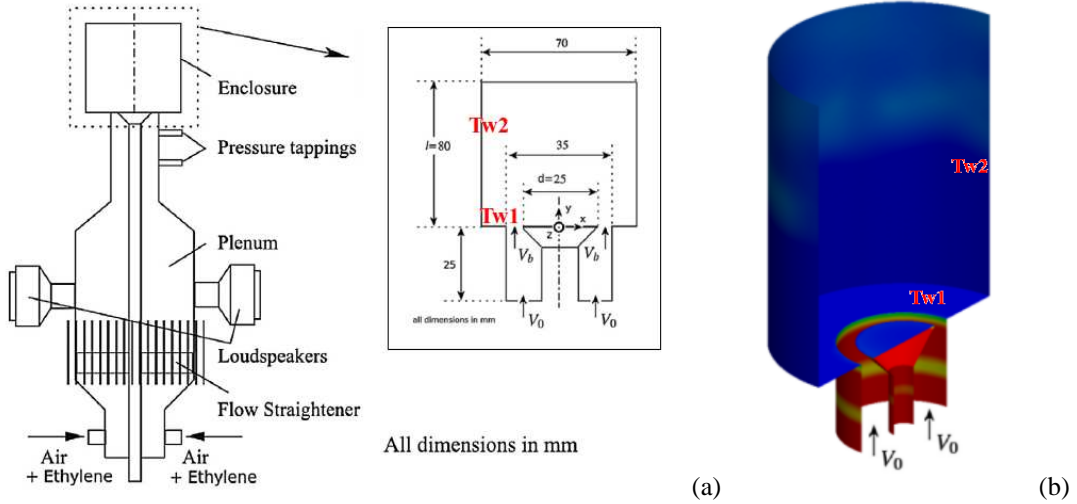 Enclosure
Pressure tappings
Plenum
Loudspeakers
Flow Straightener
Air
+ Ethylene
Air
+ Ethylene
70
Tw2
l=80
35
d=25
Tw1
y
x
z
V_b
V_b
25
all dimensions in mm
V_0
V_0
All dimensions in mm
(a)
Tw2
Tw1
V_0
V_0
(b)